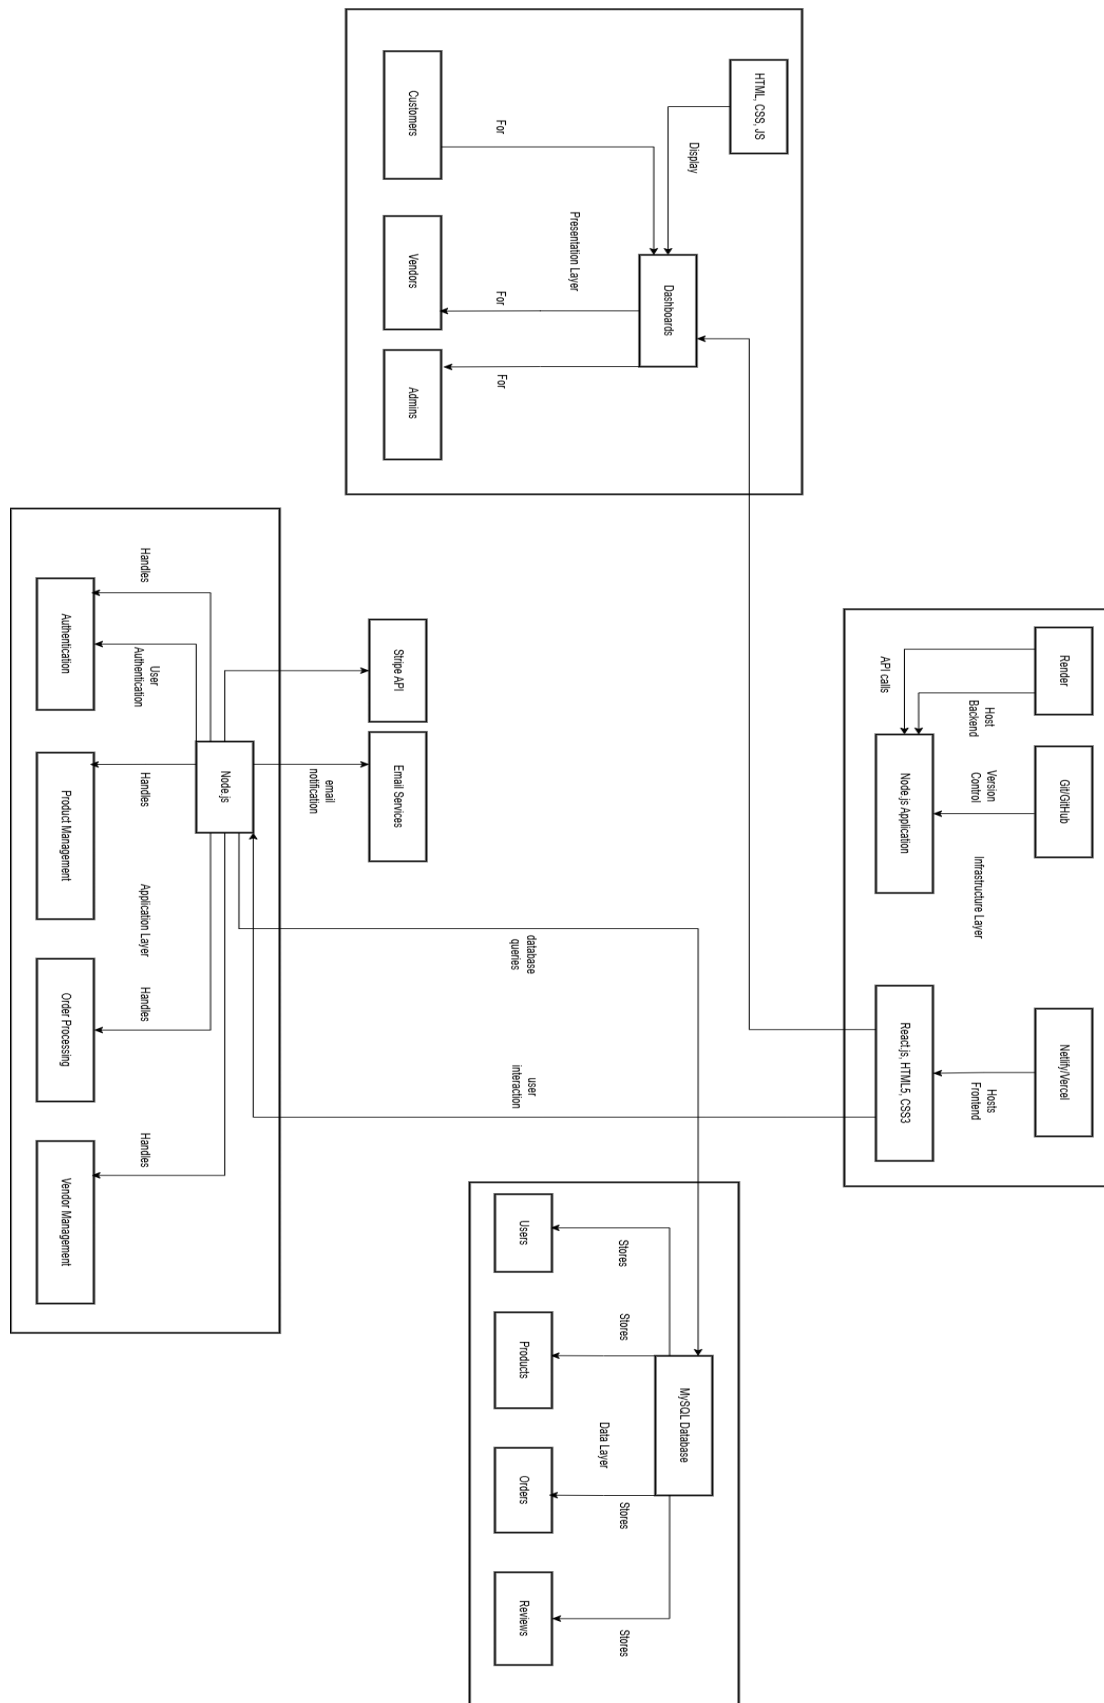 Render
Git/GitHub
Netlify/Vercel
API calls
Host
Backend
Version
Control
Infrastructure Layer
Hosts
Frontend
Node.js Application
React.js, HTML5, CSS3
HTML, CSS, JS
Display
Dashboards
Presentation Layer
For
For
For
Customers
Vendors
Admins
database
queries
user
interaction
MySQL Database
Data Layer
Stores
Stores
Stores
Stores
Users
Products
Orders
Reviews
Stripe API
Email Services
email
notification
Node.js
Handles
User
Authentication
Handles
Application Layer
Handles
Handles
Authentication
Product Management
Order Processing
Vendor Management